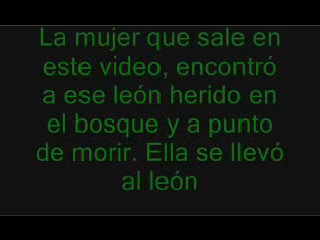 La mujer que sale en
este video, encontró
a ese león herido en
el bosque y a punto
de morir. Ella se llevó
al león